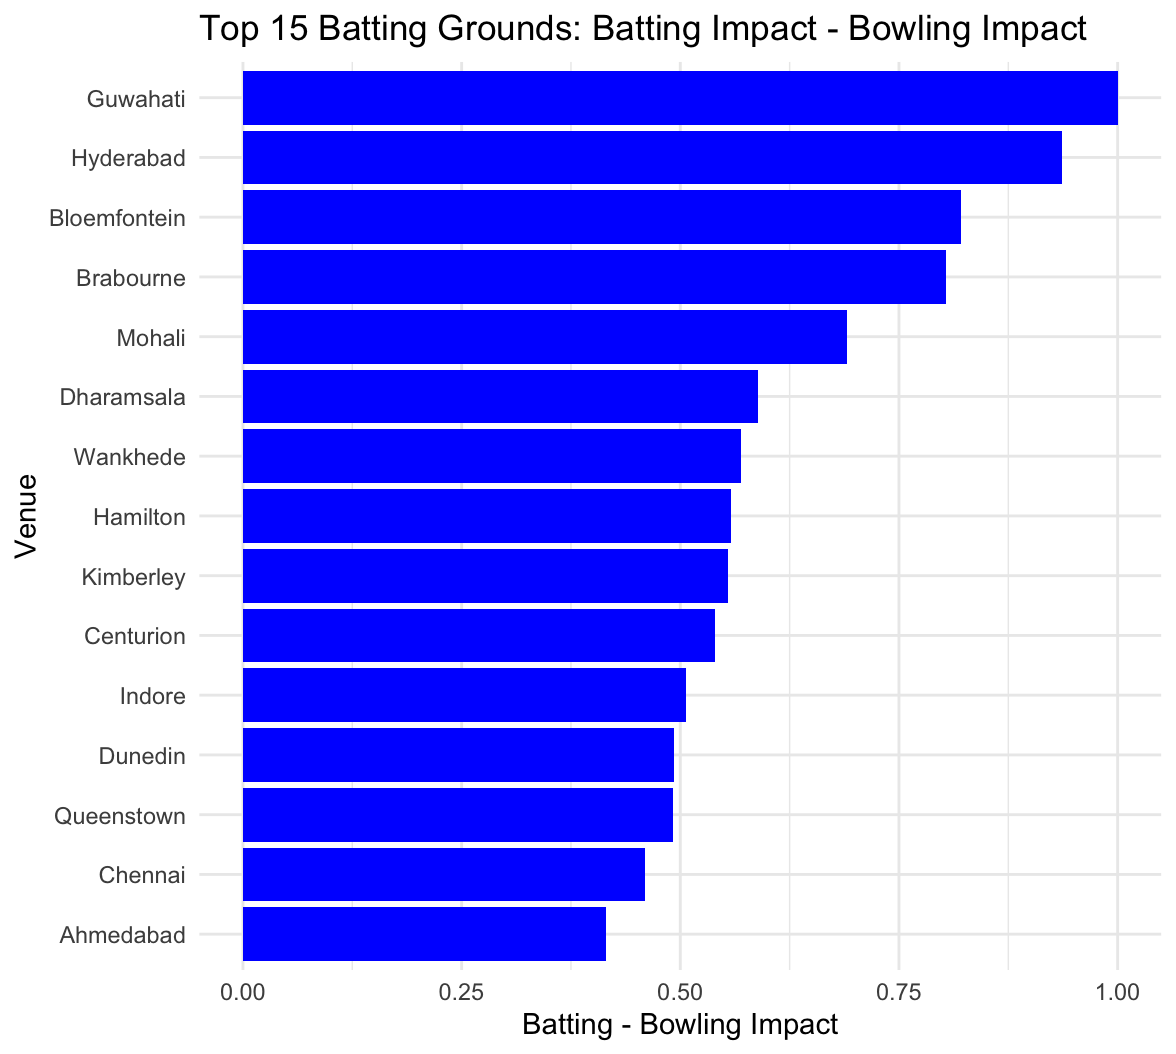 Top 15 Batting Grounds: Batting Impact - Bowling Impact
Venue
Guwahati
Hyderabad
Bloemfontein
Brabourne
Mohali
Dharamsala
Wankhede
Hamilton
Kimberley
Centurion
Indore
Dunedin
Queenstown
Chennai
Ahmedabad
0.00 0.25 0.50 0.75 1.00
Batting - Bowling Impact